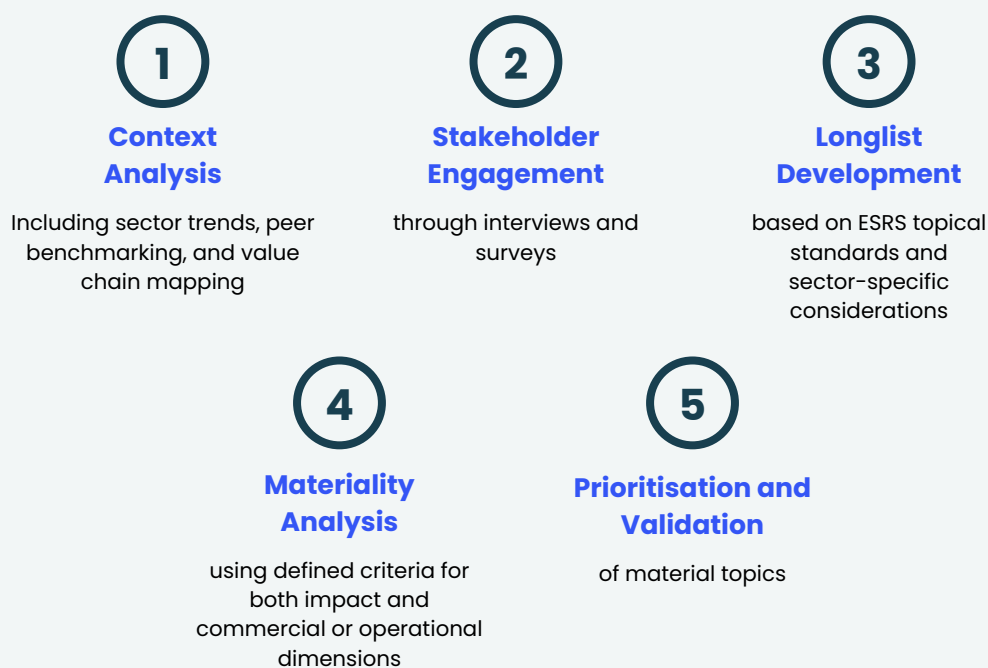 1
Context
Analysis
Including sector trends, peer
benchmarking, and value
chain mapping
2
Stakeholder
Engagement
through interviews and
surveys
3
Longlist
Development
based on ESRS topical
standards and
sector-specific
considerations
4
Materiality
Analysis
using defined criteria for
both impact and
commercial or operational
dimensions
5
Prioritisation and
Validation
of material topics